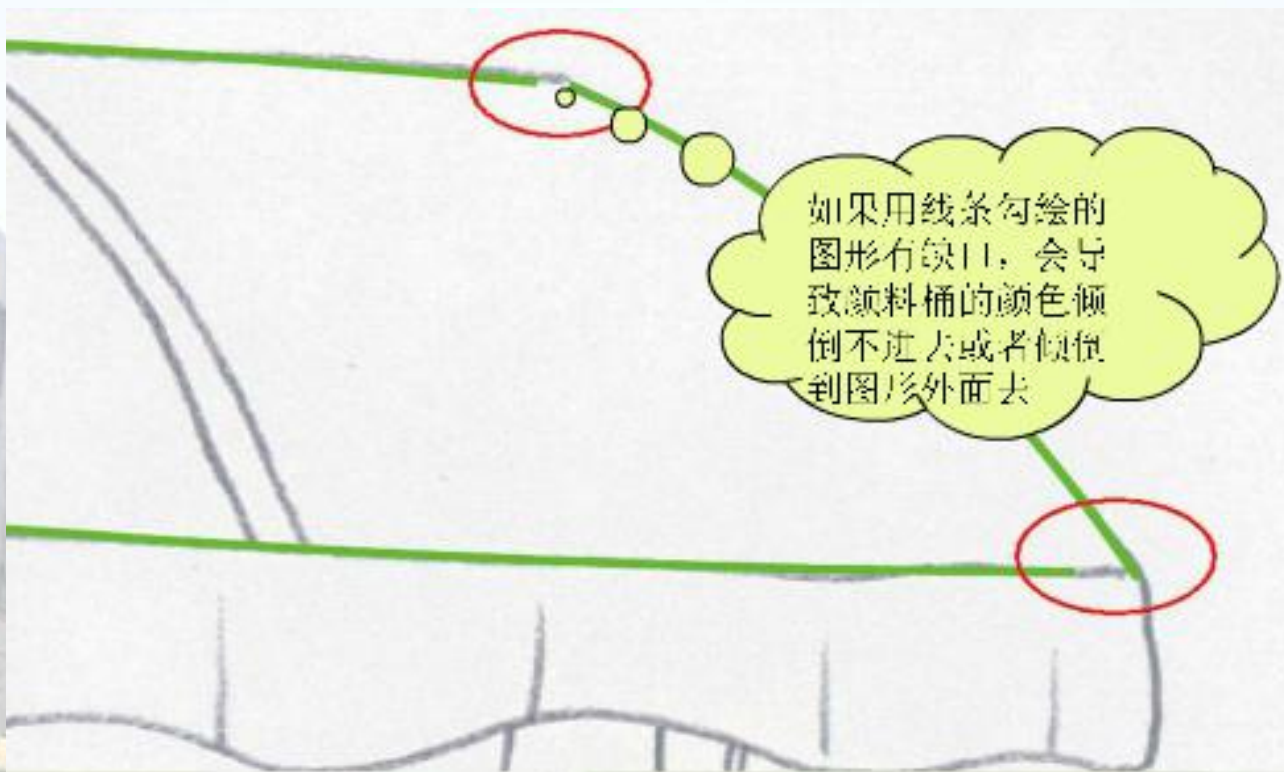 如果用线条勾绘的
图形有缺口，会导
致颜料桶的颜色倾
倒不进去或者倾倒
到图形外面去